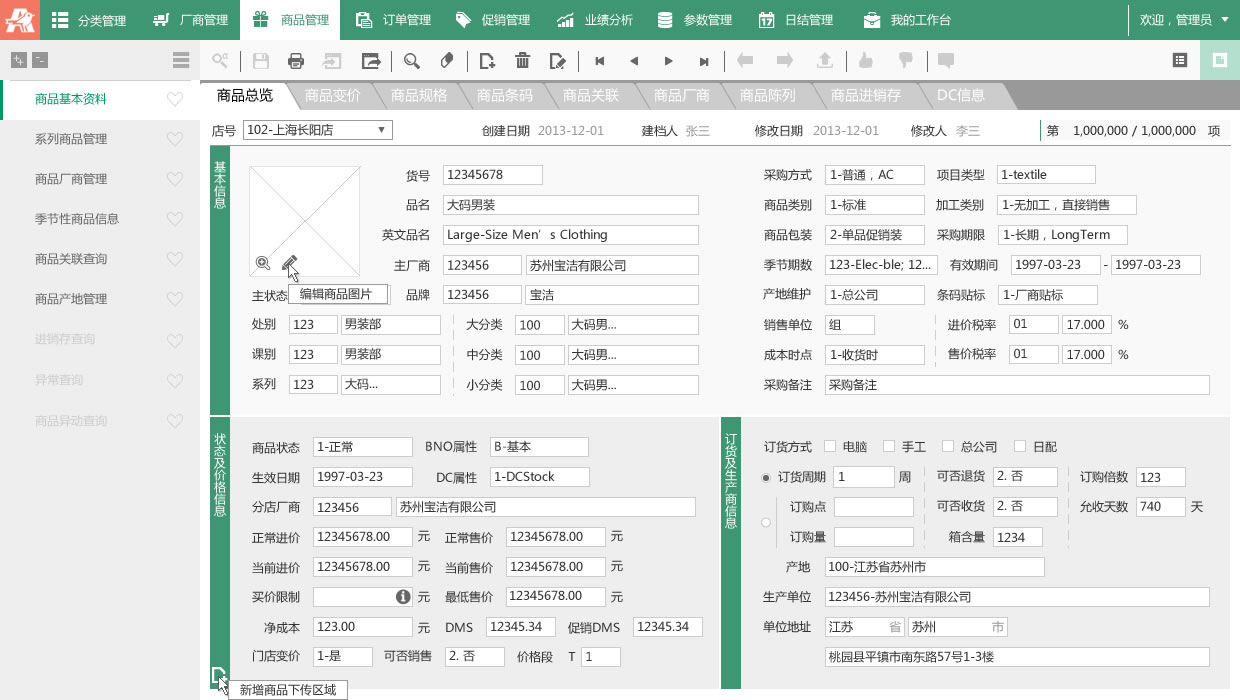 分类管理 厂商管理 商品管理 订单管理 促销管理 业绩分析 参数管理 日结管理 我的工作台 欢迎，管理员
商品基本资料
系列商品管理
商品厂商管理
季节性商品信息
商品关联查询
商品产地管理
进销存查询
异常查询
商品异动查询
商品总览 商品变价 商品规格 商品条码 商品关联 商品厂商 商品陈列 商品进销存 DC信息
店号 102-上海长阳店 创建日期 2013-12-01 建档人 张三 修改日期 2013-12-01 修改人 李三 第 1,000,000 / 1,000,000 项
基本信息
货号 12345678 采购方式 1-普通，AC 项目类型 1-textile
品名 大码男装 商品类别 1-标准 加工类别 1-无加工，直接销售
英文品名 Large-Size Men’s Clothing 商品包装 2-单品促销装 采购期限 1-长期，LongTerm
主厂商 123456 苏州宝洁有限公司 季节期数 123-Elec-ble; 12... 有效期间 1997-03-23 - 1997-03-23
主状态 编辑商品图片 品牌 123456 宝洁 产地维护 1-总公司 条码贴标 1-厂商贴标
处别 123 男装部 大分类 100 大码男... 销售单位 组 进价税率 01 17.000 %
课别 123 男装部 中分类 100 大码男... 成本时点 1-收货时 售价税率 01 17.000 %
系列 123 大码... 小分类 100 大码男... 采购备注 采购备注
状态及价格信息
商品状态 1-正常 BNO属性 B-基本
生效日期 1997-03-23 DC属性 1-DCStock
分店厂商 123456 苏州宝洁有限公司
正常进价 12345678.00 元 正常售价 12345678.00 元
当前进价 12345678.00 元 当前售价 12345678.00 元
买价限制 元 最低售价 12345678.00 元
净成本 123.00 元 DMS 12345.34 促销DMS 12345.34
门店变价 1-是 可否销售 2. 否 价格段 T 1
新增商品下传区域
订货及生产商信息
订货方式 电脑 手工 总公司 日配
订货周期 1 周 可否退货 2. 否 订购倍数 123
订购点 可否收货 2. 否 允收天数 740 天
订购量 箱含量 1234
产地 100-江苏省苏州市
生产单位 123456-苏州宝洁有限公司
单位地址 江苏 省 苏州 市
桃园县平镇市南东路57号1-3楼